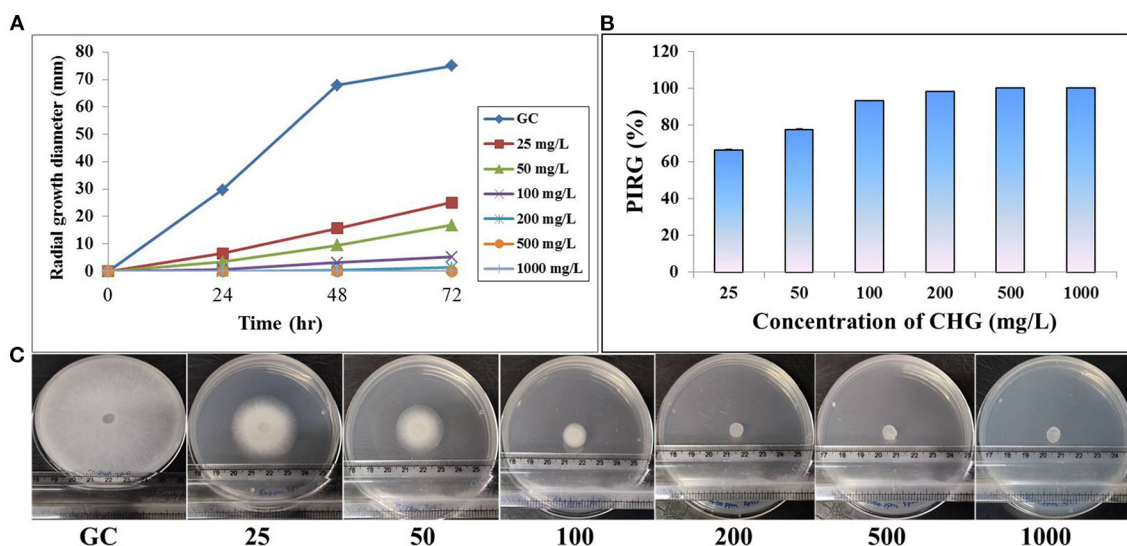 A
Radial growth diameter (mm)
80
70
60
50
40
30
20
10
0
0 24 48 72
Time (hr)
GC
25 mg/L
50 mg/L
100 mg/L
200 mg/L
500 mg/L
1000 mg/L
B
PIRG (%)
120
100
80
60
40
20
0
25 50 100 200 500 1000
Concentration of CHG (mg/L)
C
GC 25 50 100 200 500 1000